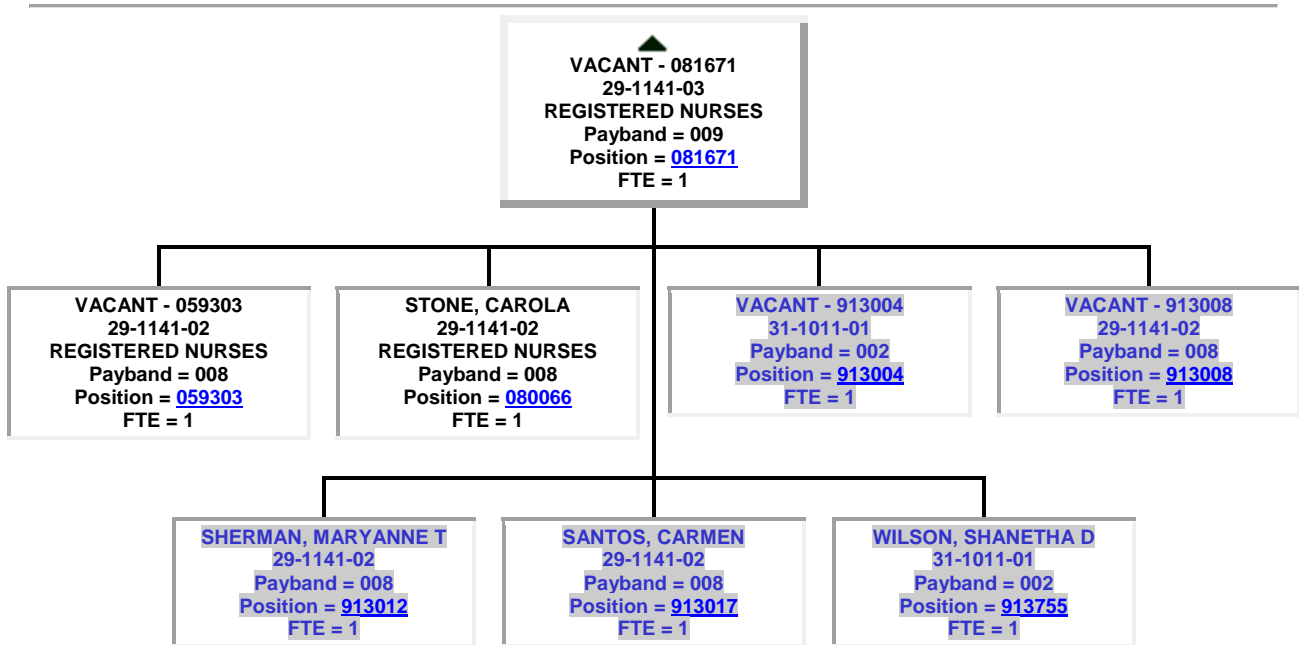 VACANT - 081671
29-1141-03
REGISTERED NURSES
Payband = 009
Position = 081671
FTE = 1
VACANT - 059303
29-1141-02
REGISTERED NURSES
Payband = 008
Position = 059303
FTE = 1
STONE, CAROLA
29-1141-02
REGISTERED NURSES
Payband = 008
Position = 080066
FTE = 1
VACANT - 913004
31-1011-01
Payband = 002
Position = 913004
FTE = 1
VACANT - 913008
29-1141-02
Payband = 008
Position = 913008
FTE = 1
SHERMAN, MARYANNE T
29-1141-02
Payband = 008
Position = 913012
FTE = 1
SANTOS, CARMEN
29-1141-02
Payband = 008
Position = 913017
FTE = 1
WILSON, SHANETHA D
31-1011-01
Payband = 002
Position = 913755
FTE = 1